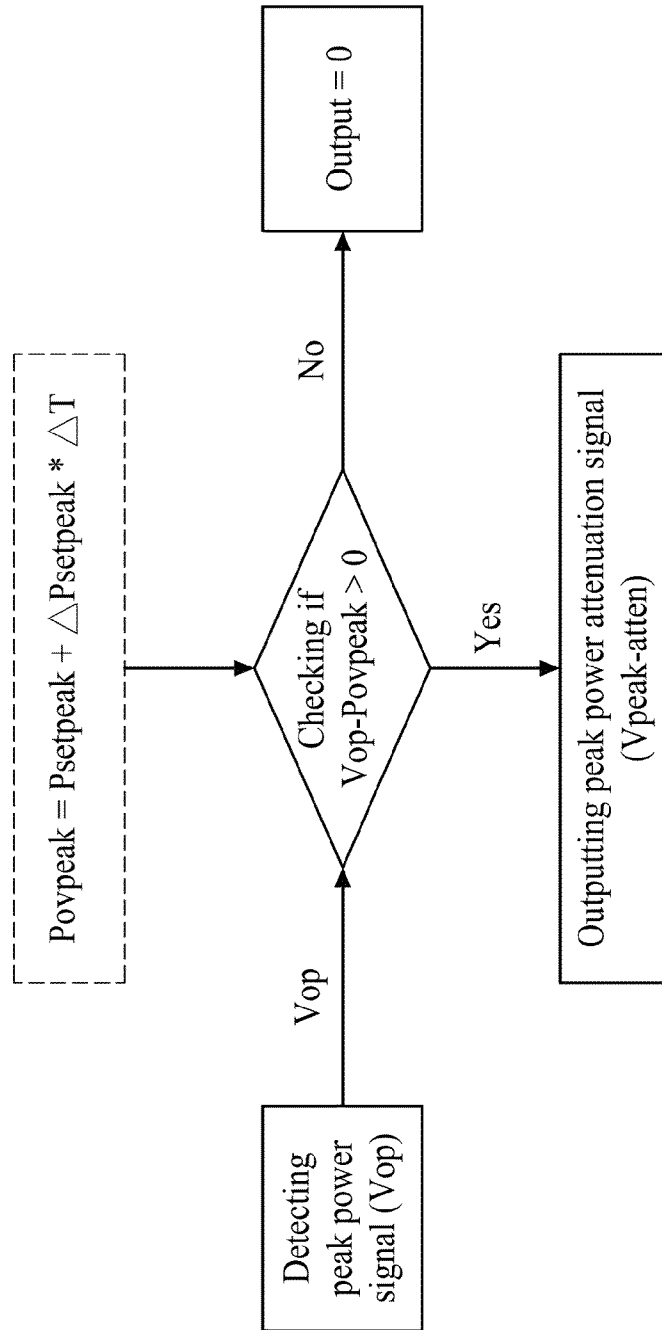 Povpeak = Psetpeak + △Psetpeak * △T
Detecting
peak power
signal (Vop)
Vop
Checking if
Vop-Povpeak > 0
No
Output = 0
Yes
Outputting peak power attenuation signal
(Vpeak-atten)